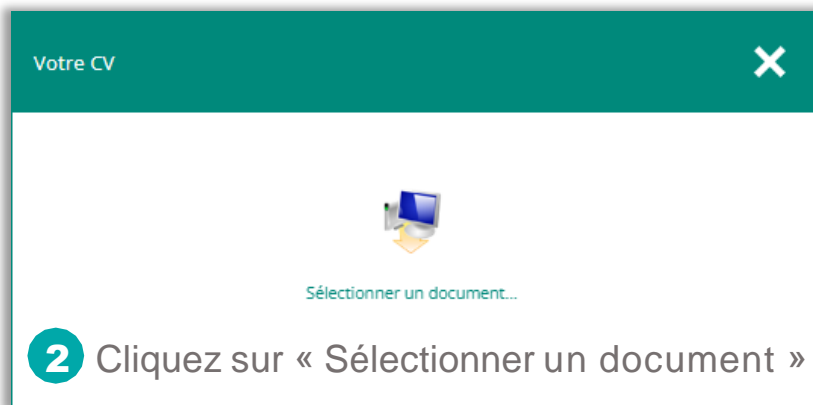 Votre CV
Sélectionner un document...
2 Cliquez sur « Sélectionner un document »